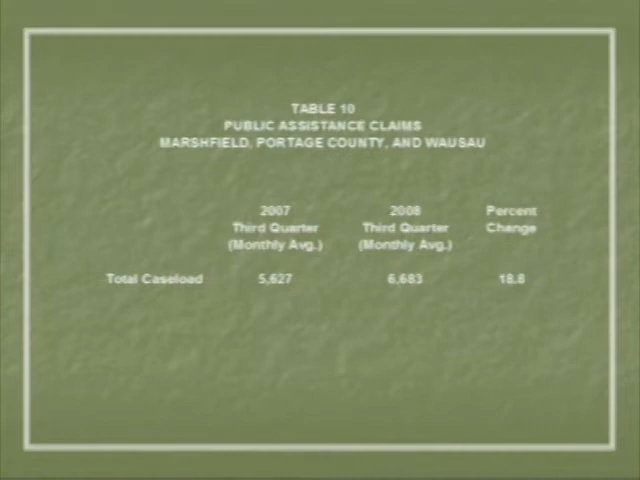 TABLE 10
PUBLIC ASSISTANCE CLAIMS
MARSHFIELD, PORTAGE COUNTY, AND WAUSAU
2007 2008 Percent
Third Quarter Third Quarter Change
(Monthly Avg.) (Monthly Avg.)
Total Caseload 5,627 6,683 18.8